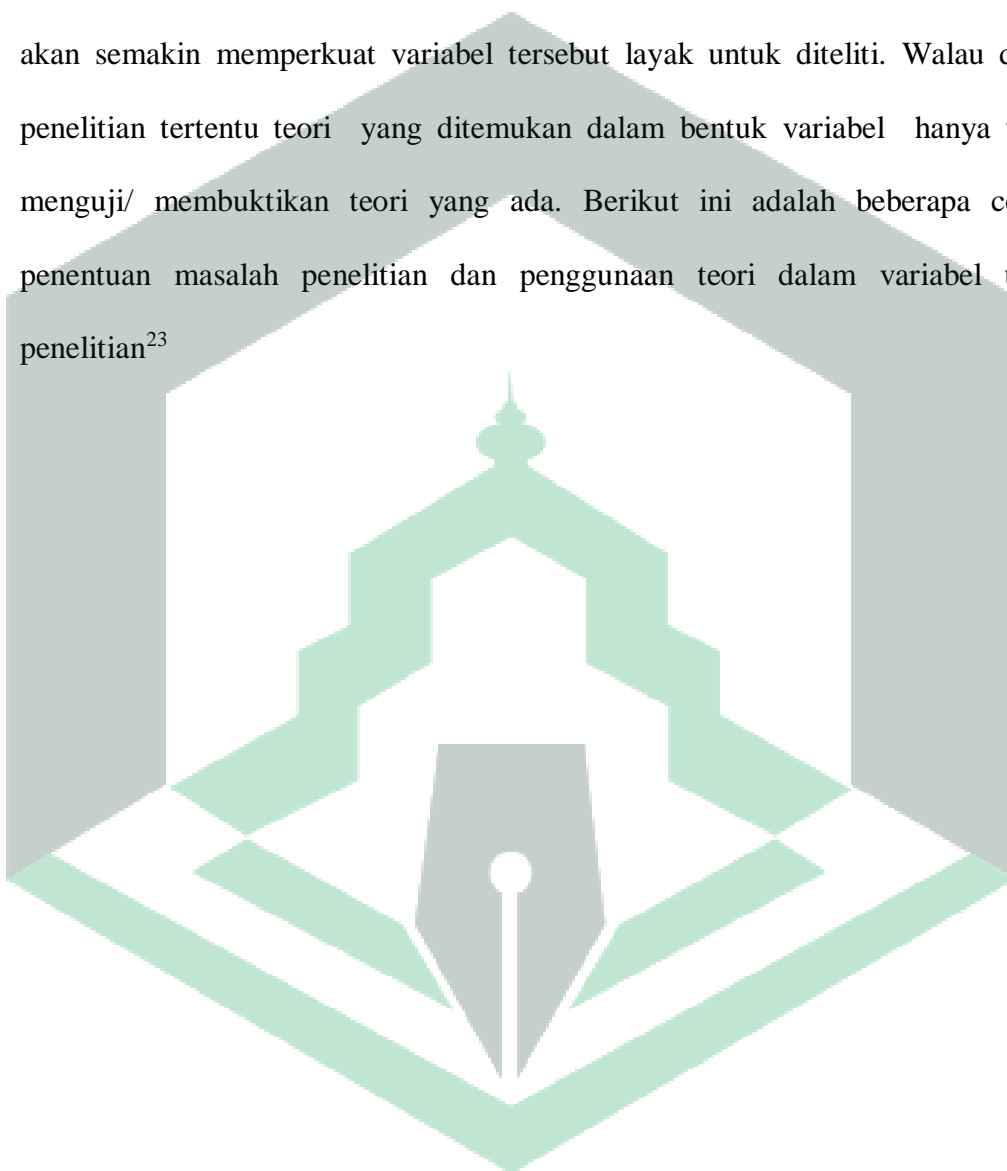 akan semakin memperkuat variabel tersebut layak untuk diteliti. Walau
penelitian tertentu teori yang ditemukan dalam bentuk variabel hanya
menguji/ membuktikan teori yang ada. Berikut ini adalah beberapa
penentuan masalah penelitian dan penggunaan teori dalam variabel
penelitian²³